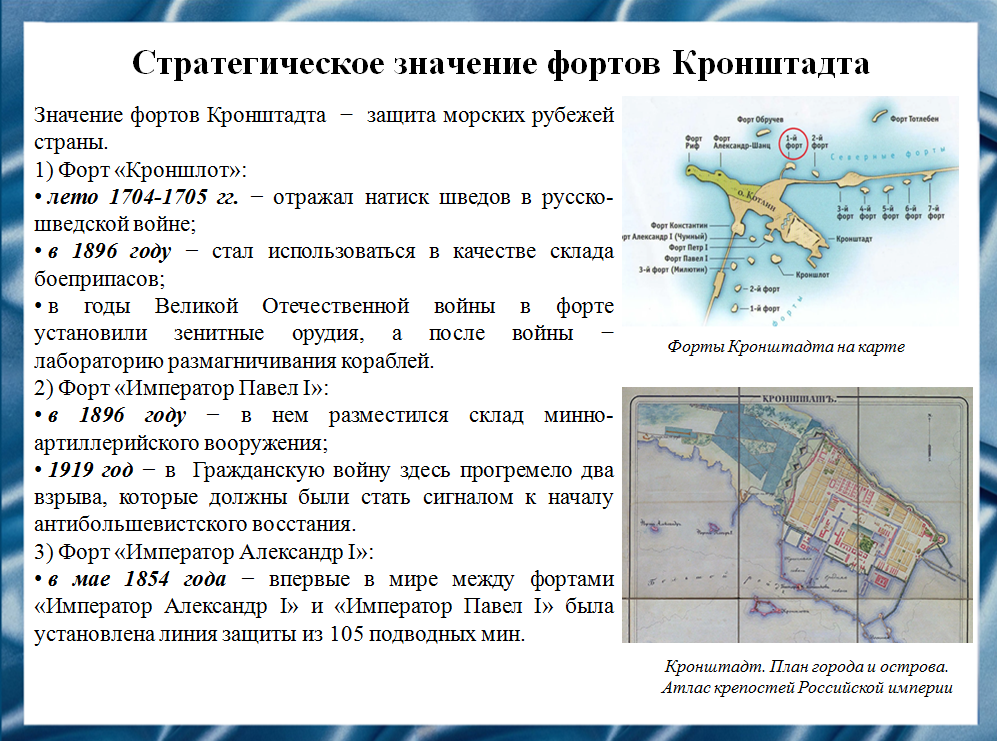 Стратегическое значение фортов Кронштадта
Значение фортов Кронштадта − защита морских рубежей
страны.
1) Форт «Кроншлот»:
• лето 1704-1705 гг. − отражал натиск шведов в русско-
шведской войне;
• в 1896 году − стал использоваться в качестве склада
боеприпасов;
• в годы Великой Отечественной войны в форте
установили зенитные орудия, а после войны −
лабораторию размагничивания кораблей.
2) Форт «Император Павел I»:
• в 1896 году − в нем разместился склад минно-
артиллерийского вооружения;
• 1919 год − в Гражданскую войну здесь прогремело два
взрыва, которые должны были стать сигналом к началу
антибольшевистского восстания.
3) Форт «Император Александр I»:
• в мае 1854 года − впервые в мире между фортами
«Император Александр I» и «Император Павел I» была
установлена линия защиты из 105 подводных мин.
Форт Обручев
Форт Тотлебен
Форт
Риф
Форт
Александр-Шанц
1-й
форт
2-й
форт
Северные форты
о. Котлин
3-й
форт
4-й
форт
5-й
форт
6-й
форт
7-й
форт
Форт Константин
рт Александр I (Чумный)
Форт Петр I
Форт Павел I
3-й форт (Милютин)
Кронштадт
Кроншлот
2-й форт
1-й форт
форты
Форты Кронштадта на карте
КРОНШТАТЪ.
Кронштадт. План города и острова.
Атлас крепостей Российской империи